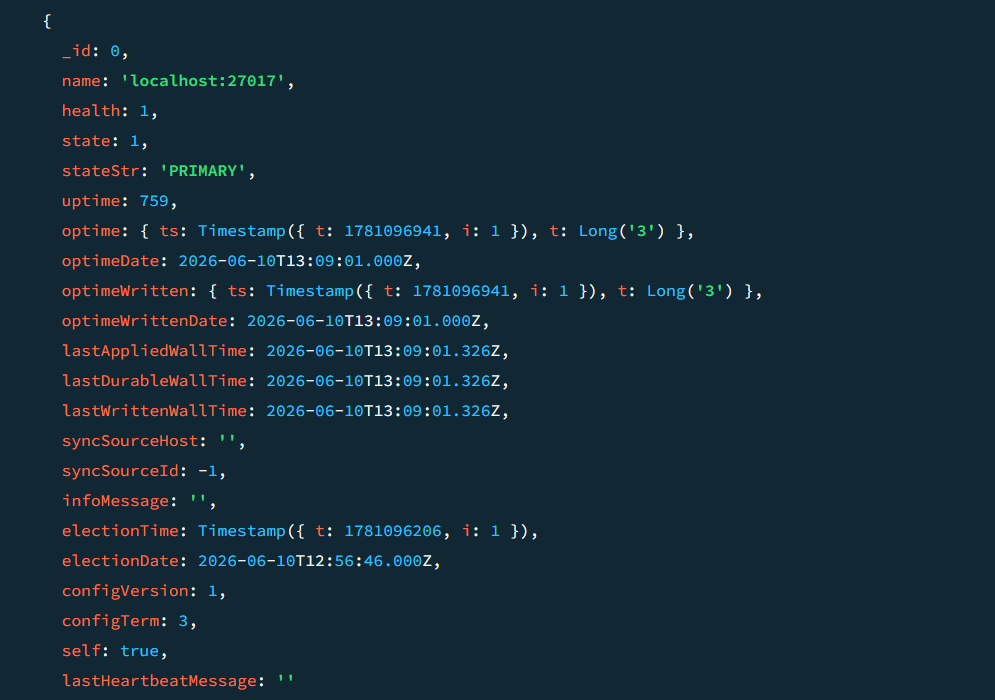 {
_id: 0,
name: 'localhost:27017',
health: 1,
state: 1,
stateStr: 'PRIMARY',
uptime: 759,
optime: { ts: Timestamp({ t: 1781096941, i: 1 }), t: Long('3') },
optimeDate: 2026-06-10T13:09:01.000Z,
optimeWritten: { ts: Timestamp({ t: 1781096941, i: 1 }), t: Long('3') },
optimeWrittenDate: 2026-06-10T13:09:01.000Z,
lastAppliedWallTime: 2026-06-10T13:09:01.326Z,
lastDurableWallTime: 2026-06-10T13:09:01.326Z,
lastWrittenWallTime: 2026-06-10T13:09:01.326Z,
syncSourceHost: '',
syncSourceId: -1,
infoMessage: '',
electionTime: Timestamp({ t: 1781096206, i: 1 }),
electionDate: 2026-06-10T12:56:46.000Z,
configVersion: 1,
configTerm: 3,
self: true,
lastHeartbeatMessage: ''